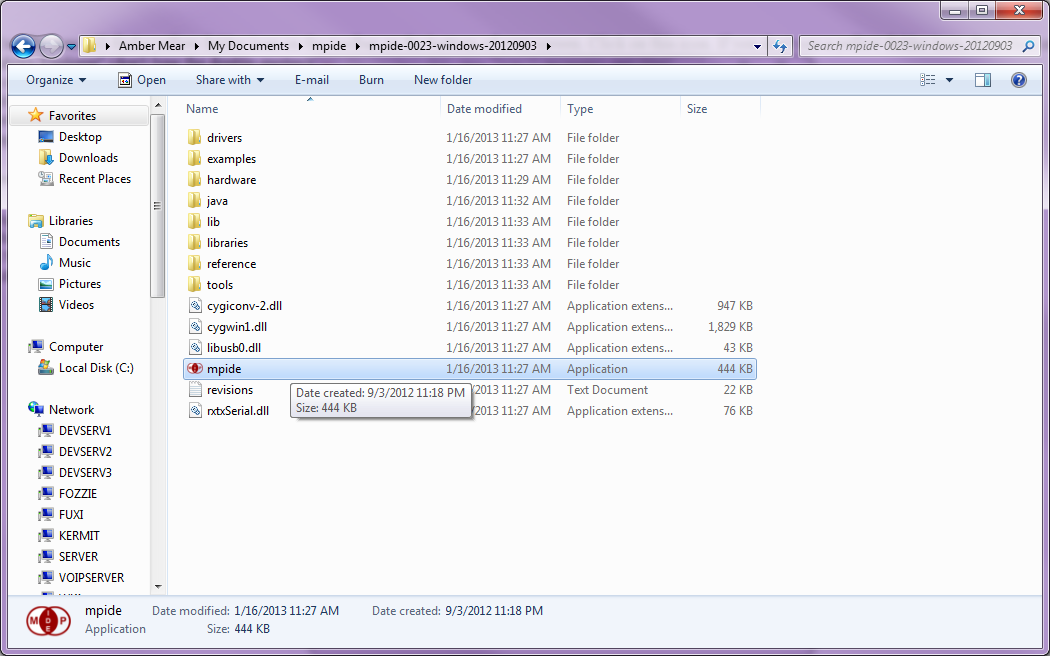 Amber Mear ▸ My Documents ▸ mpide ▸ mpide-0023-windows-20120903 ▸
Search mpide-0023-windows-20120903
Organize Open Share with E-mail Burn New folder
Favorites
Desktop
Downloads
Recent Places
Libraries
Documents
Music
Pictures
Videos
Computer
Local Disk (C:)
Network
DEVSERV1
DEVSERV2
DEVSERV3
FOZZIE
FUXI
KERMIT
SERVER
VOIPSERVER
Name Date modified Type Size
drivers 1/16/2013 11:27 AM File folder
examples 1/16/2013 11:27 AM File folder
hardware 1/16/2013 11:29 AM File folder
java 1/16/2013 11:32 AM File folder
lib 1/16/2013 11:33 AM File folder
libraries 1/16/2013 11:33 AM File folder
reference 1/16/2013 11:33 AM File folder
tools 1/16/2013 11:33 AM File folder
cygiconv-2.dll 1/16/2013 11:27 AM Application extens... 947 KB
cygwin1.dll 1/16/2013 11:27 AM Application extens... 1,829 KB
libusb0.dll 1/16/2013 11:27 AM Application extens... 43 KB
mpide 1/16/2013 11:27 AM Application 444 KB
revisions 11:27 AM Text Document 22 KB
rxtxSerial.dll 11:27 AM Application extens... 76 KB
Date created: 9/3/2012 11:18 PM
Size: 444 KB
M IDE P
mpide Date modified: 1/16/2013 11:27 AM Date created: 9/3/2012 11:18 PM
Application Size: 444 KB